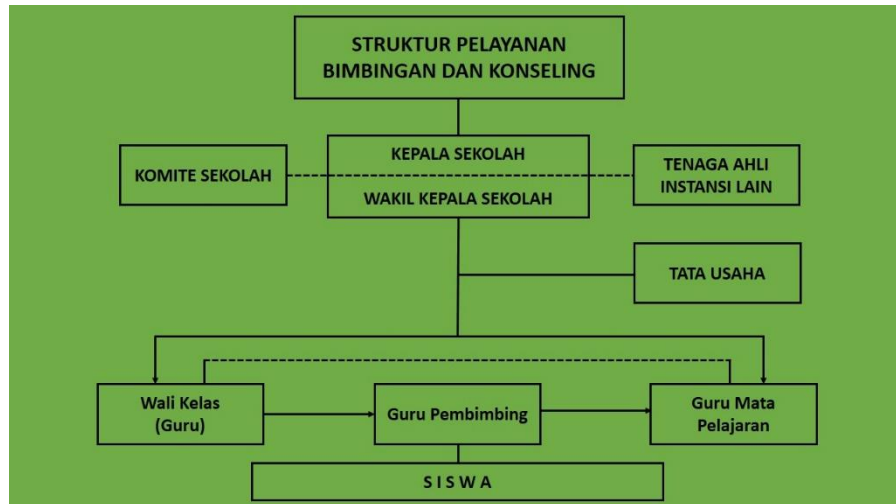 STRUKTUR PELAYANAN
BIMBINGAN DAN KONSELING
KEPALA SEKOLAH
KOMITE SEKOLAH
WAKIL KEPALA SEKOLAH
TENAGA AHLI
INSTANSI LAIN
TATA USAHA
Wali Kelas
(Guru)
Guru Pembimbing
Guru Mata
Pelajaran
S I S W A